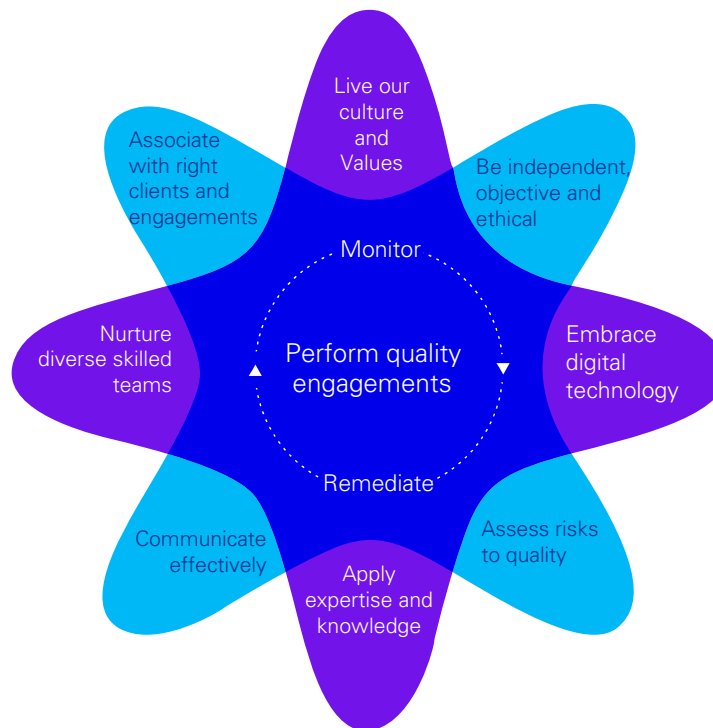 Live our
culture
and
Values
Be independent,
objective and
ethical
Embrace
digital
technology
Assess risks
to quality
Apply
expertise and
knowledge
Communicate
effectively
Nurture
diverse skilled
teams
Associate
with right
clients and
engagements
Monitor
Perform quality
engagements
Remediate